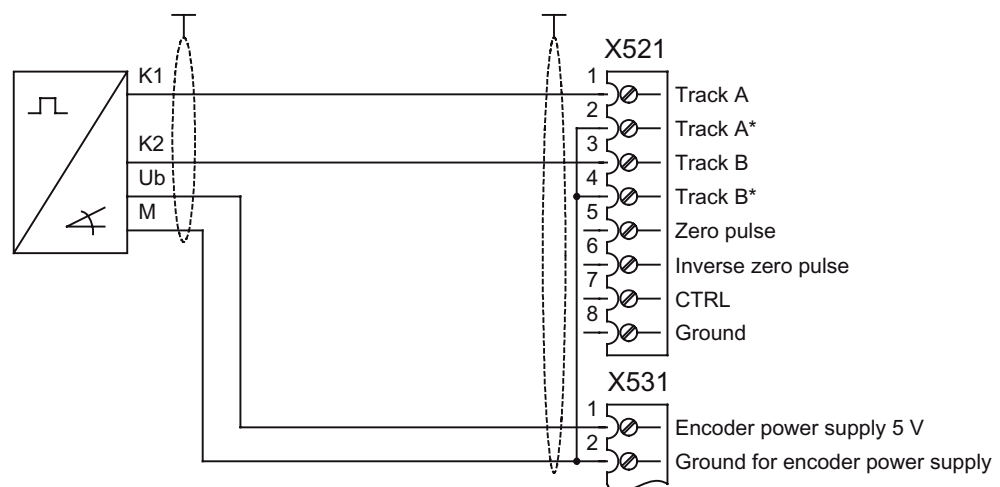 X521
K1
1
Track A
2
Track A*
K2
3
Track B
Ub
4
Track B*
M
5
Zero pulse
6
Inverse zero pulse
7
CTRL
8
Ground
X531
1
Encoder power supply 5 V
2
Ground for encoder power supply